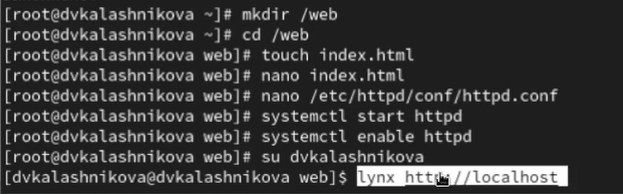 [root@dvkalashnikova ~]# mkdir /web
[root@dvkalashnikova ~]# cd /web
[root@dvkalashnikova web]# touch index.html
[root@dvkalashnikova web]# nano index.html
[root@dvkalashnikova web]# nano /etc/httpd/conf/httpd.conf
[root@dvkalashnikova web]# systemctl start httpd
[root@dvkalashnikova web]# systemctl enable httpd
[root@dvkalashnikova web]# su dvkalashnikova
[dvkalashnikova@dvkalashnikova web]$ lynx http://localhost